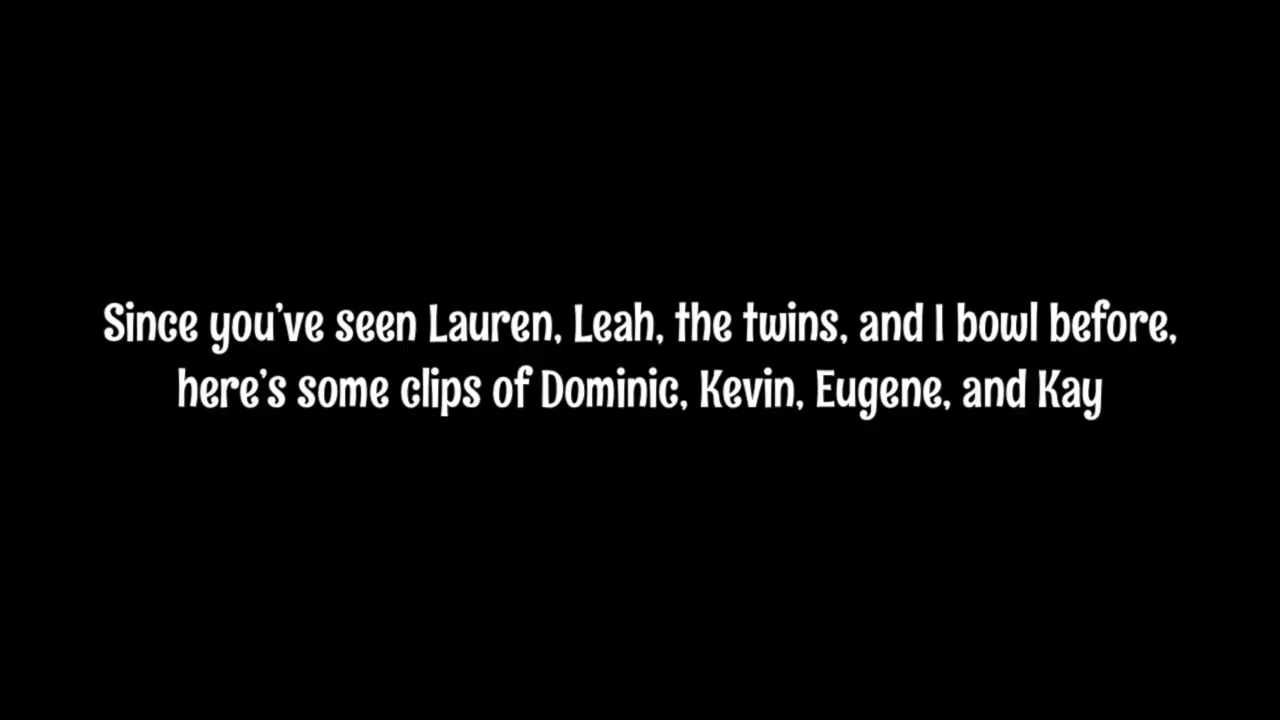 Since you've seen Lauren, Leah, the twins, and I bowl before,
here's some clips of Dominic, Kevin, Eugene, and Kay